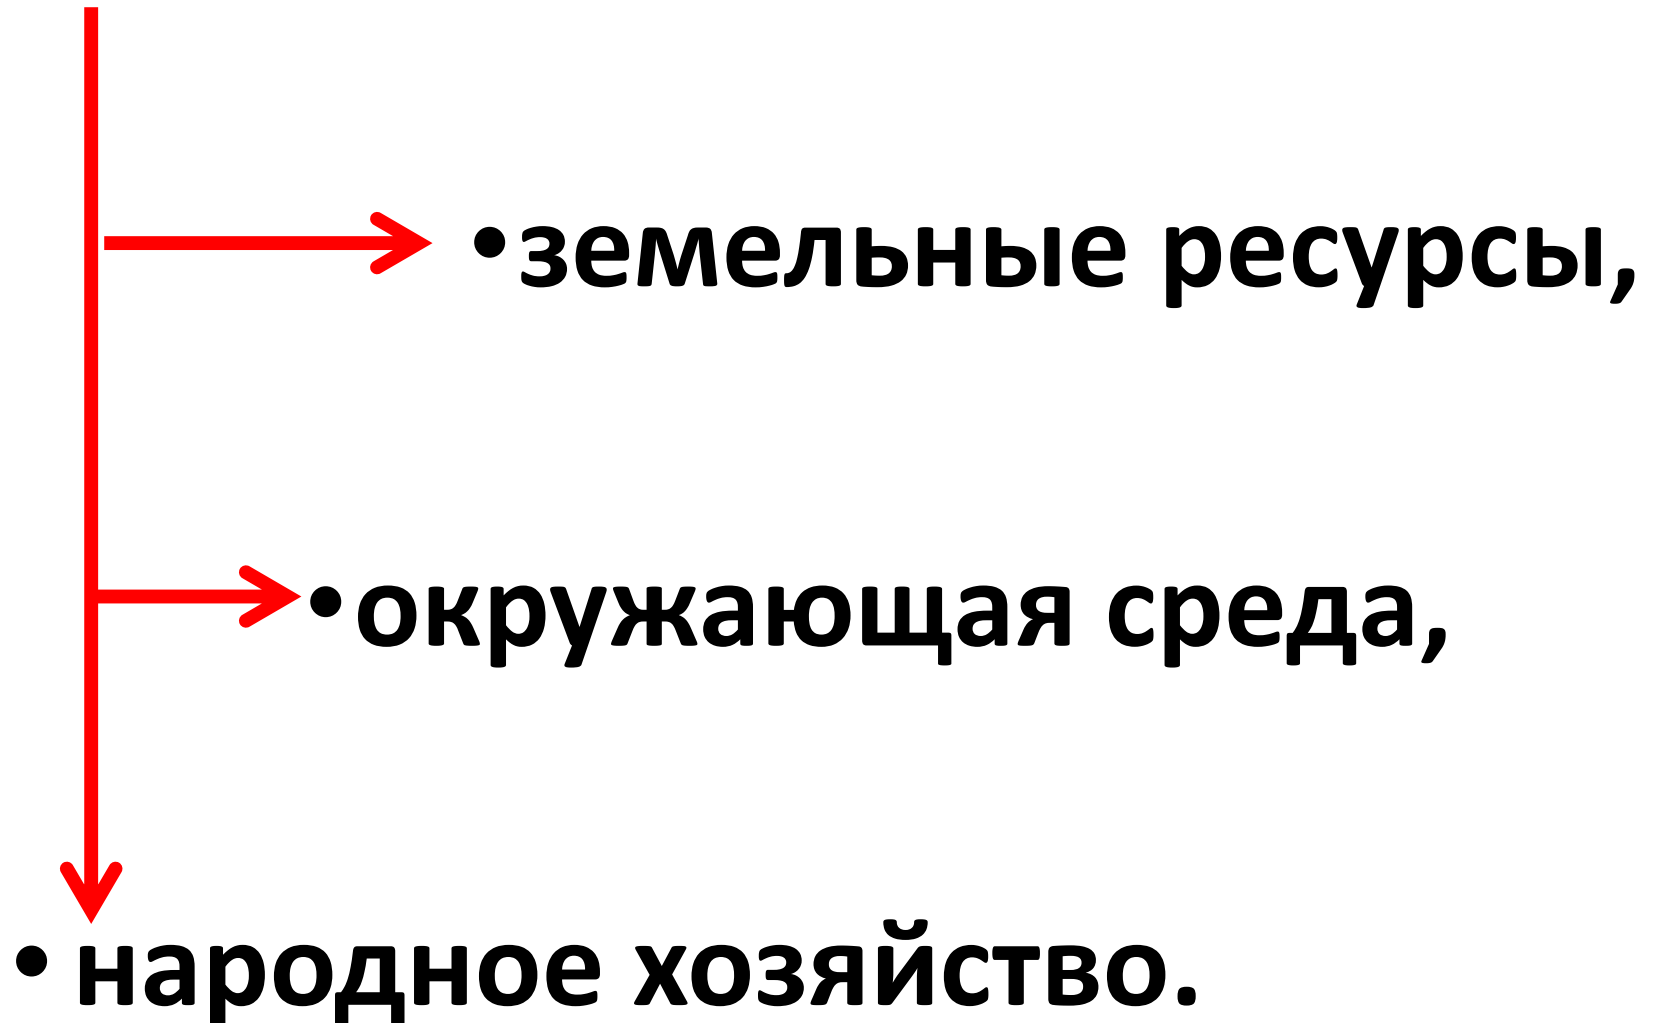 •земельные ресурсы,
•окружающая среда,
• народное хозяйство.